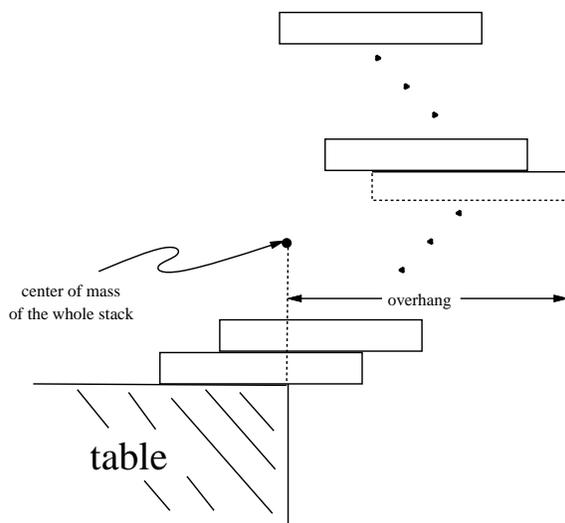 center of mass
of the whole stack
overhang
table